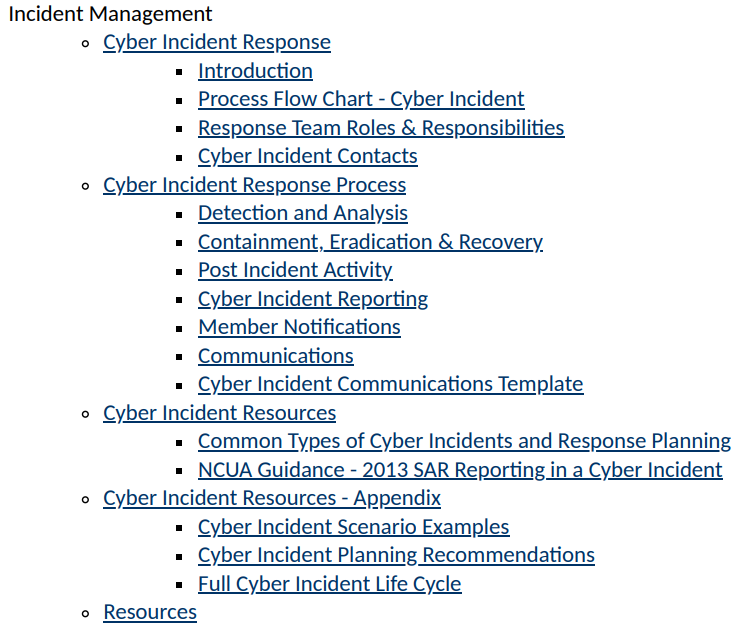 Incident Management
Cyber Incident Response
Introduction
Process Flow Chart - Cyber Incident
Response Team Roles & Responsibilities
Cyber Incident Contacts
Cyber Incident Response Process
Detection and Analysis
Containment, Eradication & Recovery
Post Incident Activity
Cyber Incident Reporting
Member Notifications
Communications
Cyber Incident Communications Template
Cyber Incident Resources
Common Types of Cyber Incidents and Response Planning
NCUA Guidance - 2013 SAR Reporting in a Cyber Incident
Cyber Incident Resources - Appendix
Cyber Incident Scenario Examples
Cyber Incident Planning Recommendations
Full Cyber Incident Life Cycle
Resources